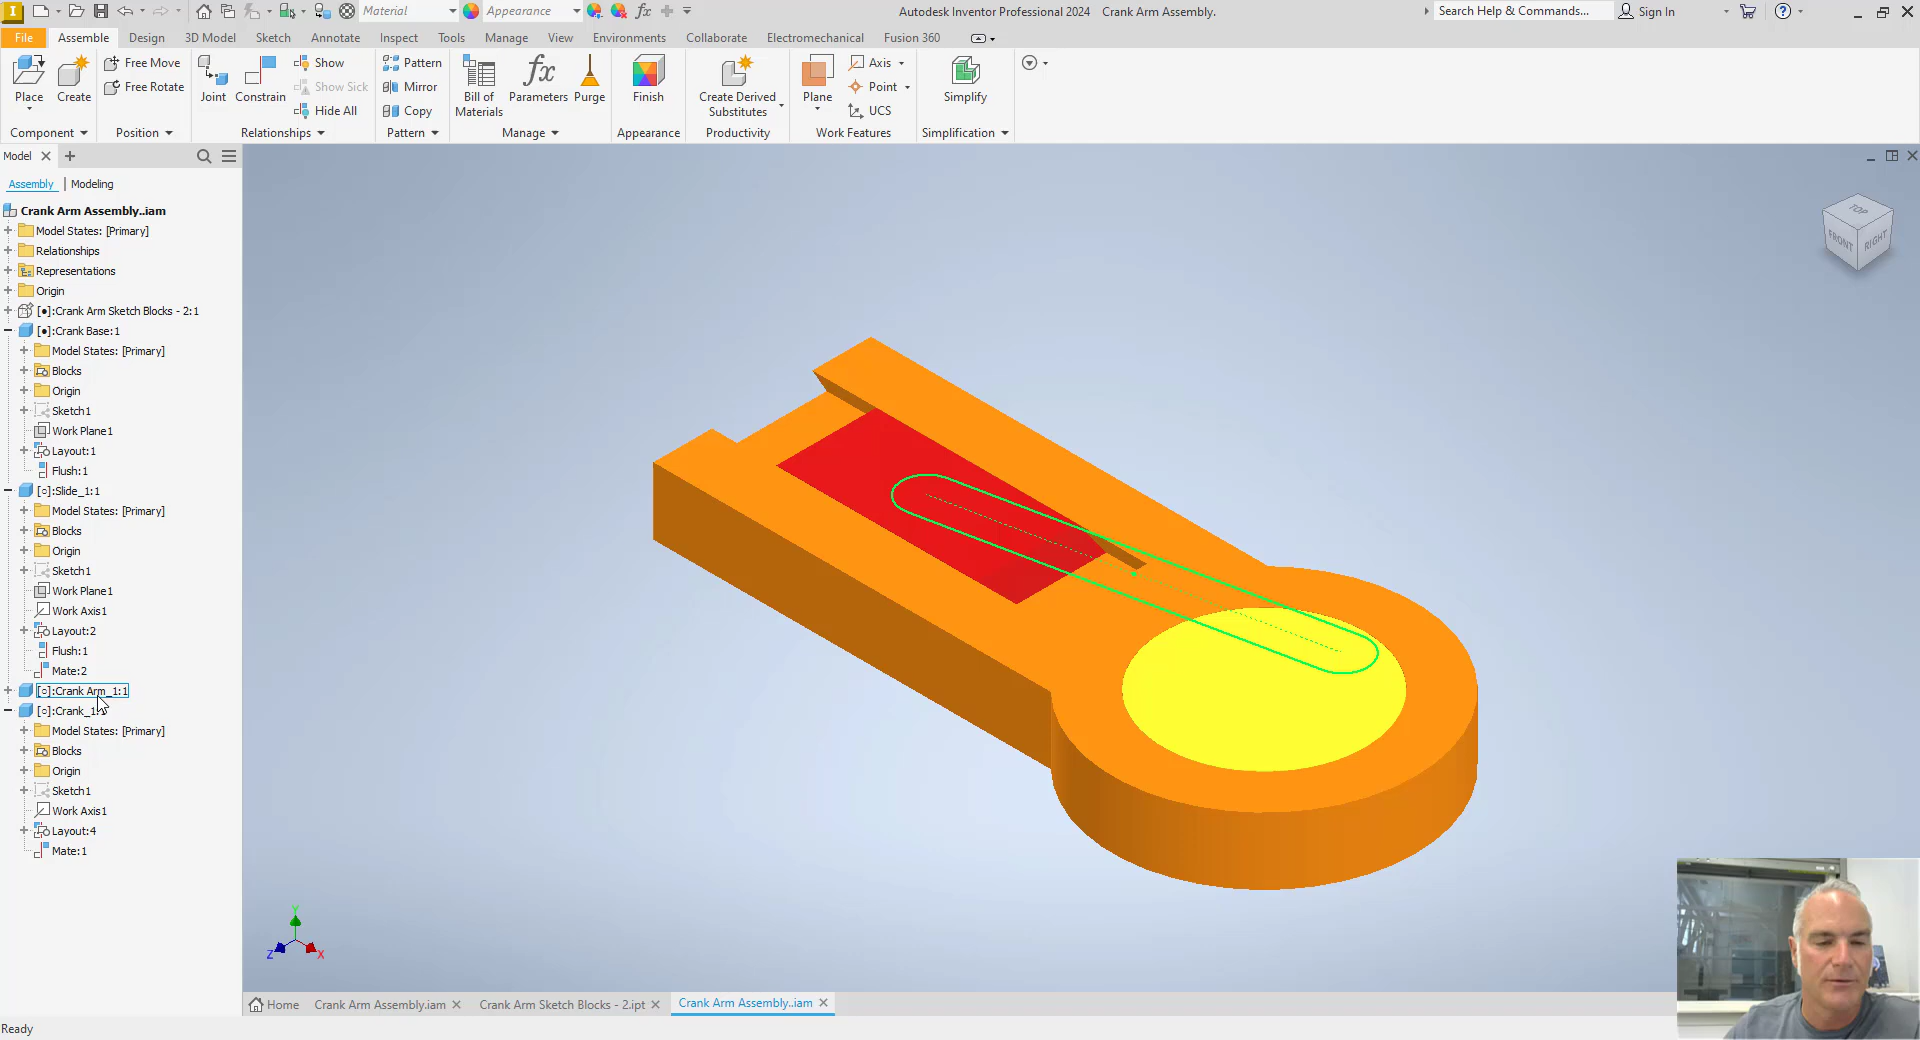 Material
Appearance
Autodesk Inventor Professional 2024 Crank Arm Assembly.
Search Help & Commands...
Sign In
File Assemble Design 3D Model Sketch Annotate Inspect Tools Manage View Environments Collaborate Electromechanical Fusion 360
Place
Create
Free Move
Free Rotate
Joint
Constrain
Show
Show Sick
Hide All
Pattern
Mirror
Copy
Bill of
Materials
Parameters
Purge
Finish
Create Derived
Substitutes
Plane
Axis
Point
UCS
Simplify
Component Position Relationships Pattern Manage Appearance Productivity Work Features Simplification
Model
Assembly | Modeling
Crank Arm Assembly..iam
Model States: [Primary]
Relationships
Representations
Origin
[●]:Crank Arm Sketch Blocks - 2:1
[●]:Crank Base:1
Model States: [Primary]
Blocks
Origin
Sketch1
Work Plane1
Layout:1
Flush:1
[○]:Slide_1:1
Model States: [Primary]
Blocks
Origin
Sketch1
Work Plane1
Work Axis1
Layout:2
Flush:1
Mate:2
[○]:Crank Arm_1:1
[○]:Crank_1:1
Model States: [Primary]
Blocks
Origin
Sketch1
Work Axis1
Layout:4
Mate:1
TOP
FRONT
RIGHT
Y
Z
X
Home Crank Arm Assembly.iam Crank Arm Sketch Blocks - 2.ipt Crank Arm Assembly..iam
Ready